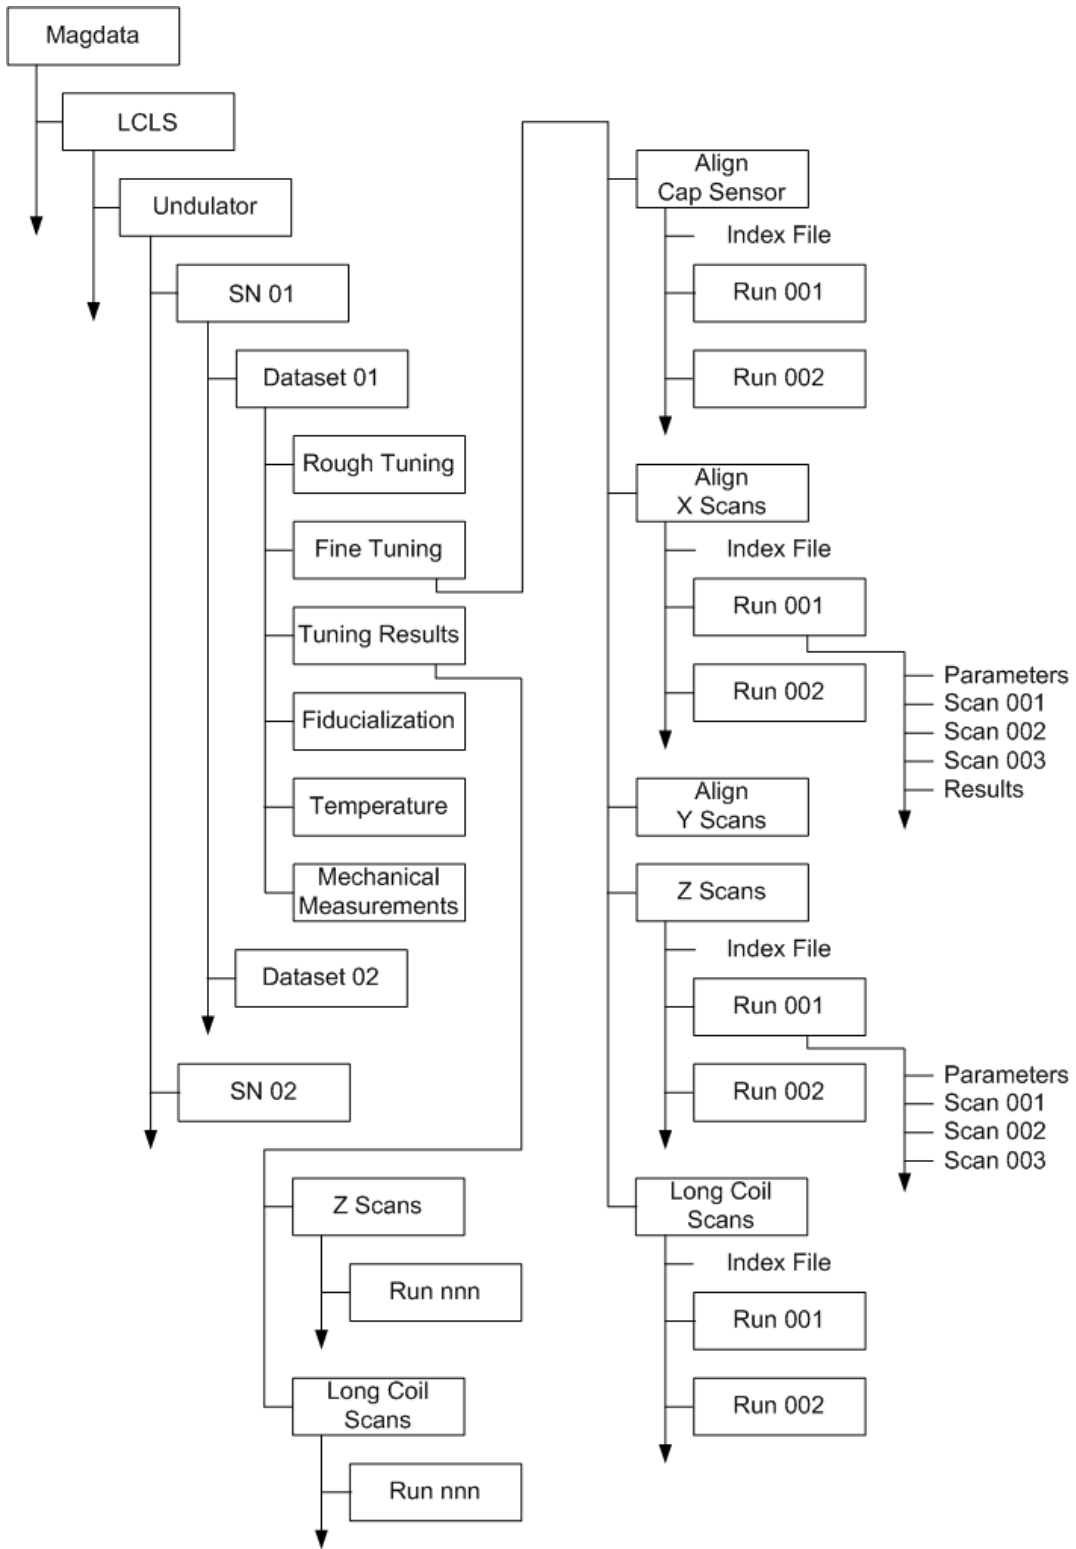 Magdata
LCLS
Undulator
SN 01
Dataset 01
Rough Tuning
Fine Tuning
Tuning Results
Fiducialization
Temperature
Mechanical
Measurements
Dataset 02
SN 02
Z Scans
Run nnn
Long Coil
Scans
Run nnn
Align
Cap Sensor
Index File
Run 001
Run 002
Align
X Scans
Index File
Run 001
Run 002
Parameters
Scan 001
Scan 002
Scan 003
Results
Align
Y Scans
Z Scans
Index File
Run 001
Run 002
Parameters
Scan 001
Scan 002
Scan 003
Long Coil
Scans
Index File
Run 001
Run 002